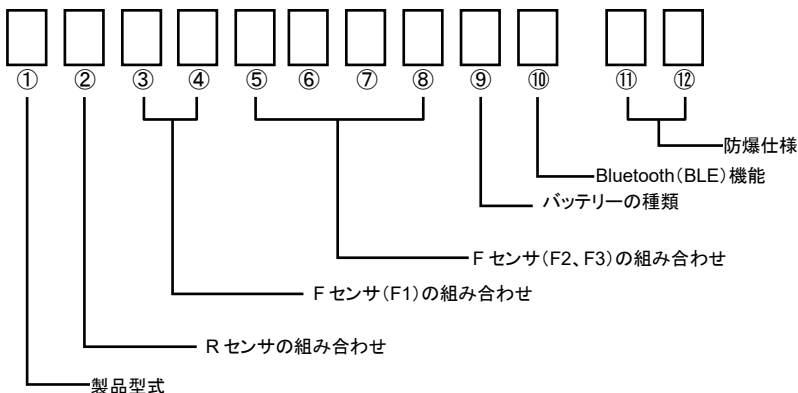 ① ② ③ ④ ⑤ ⑥ ⑦ ⑧ ⑨ ⑩ ⑪ ⑫
防爆仕様
Bluetooth(BLE)機能
バッテリーの種類
F センサ(F2、F3)の組み合わせ
F センサ(F1)の組み合わせ
R センサの組み合わせ
製品型式